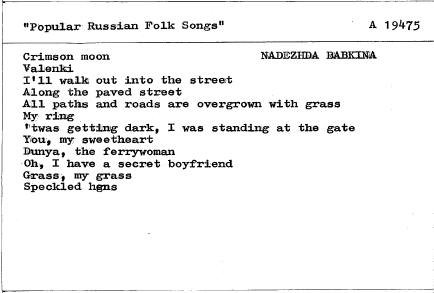 "Popular Russian Folk Songs" A 19475
Crimson moon NADEZHDA BABKINA
Valenki
I'll walk out into the street
Along the paved street
All paths and roads are overgrown with grass
My ring
'twas getting dark, I was standing at the gate
You, my sweetheart
Dunya, the ferrywoman
Oh, I have a secret boyfriend
Grass, my grass
Speckled hens